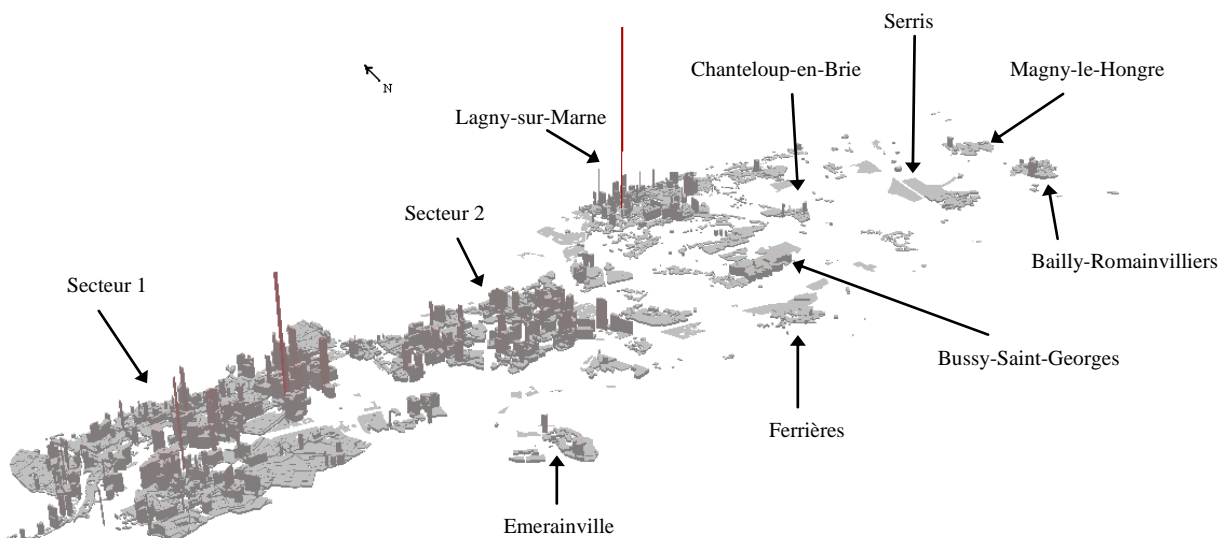 Serris
Chanteloup-en-Brie
Magny-le-Hongre
N
Lagny-sur-Marne
Secteur 2
Bailly-Romainvilliers
Secteur 1
Bussy-Saint-Georges
Ferrières
Emerainville